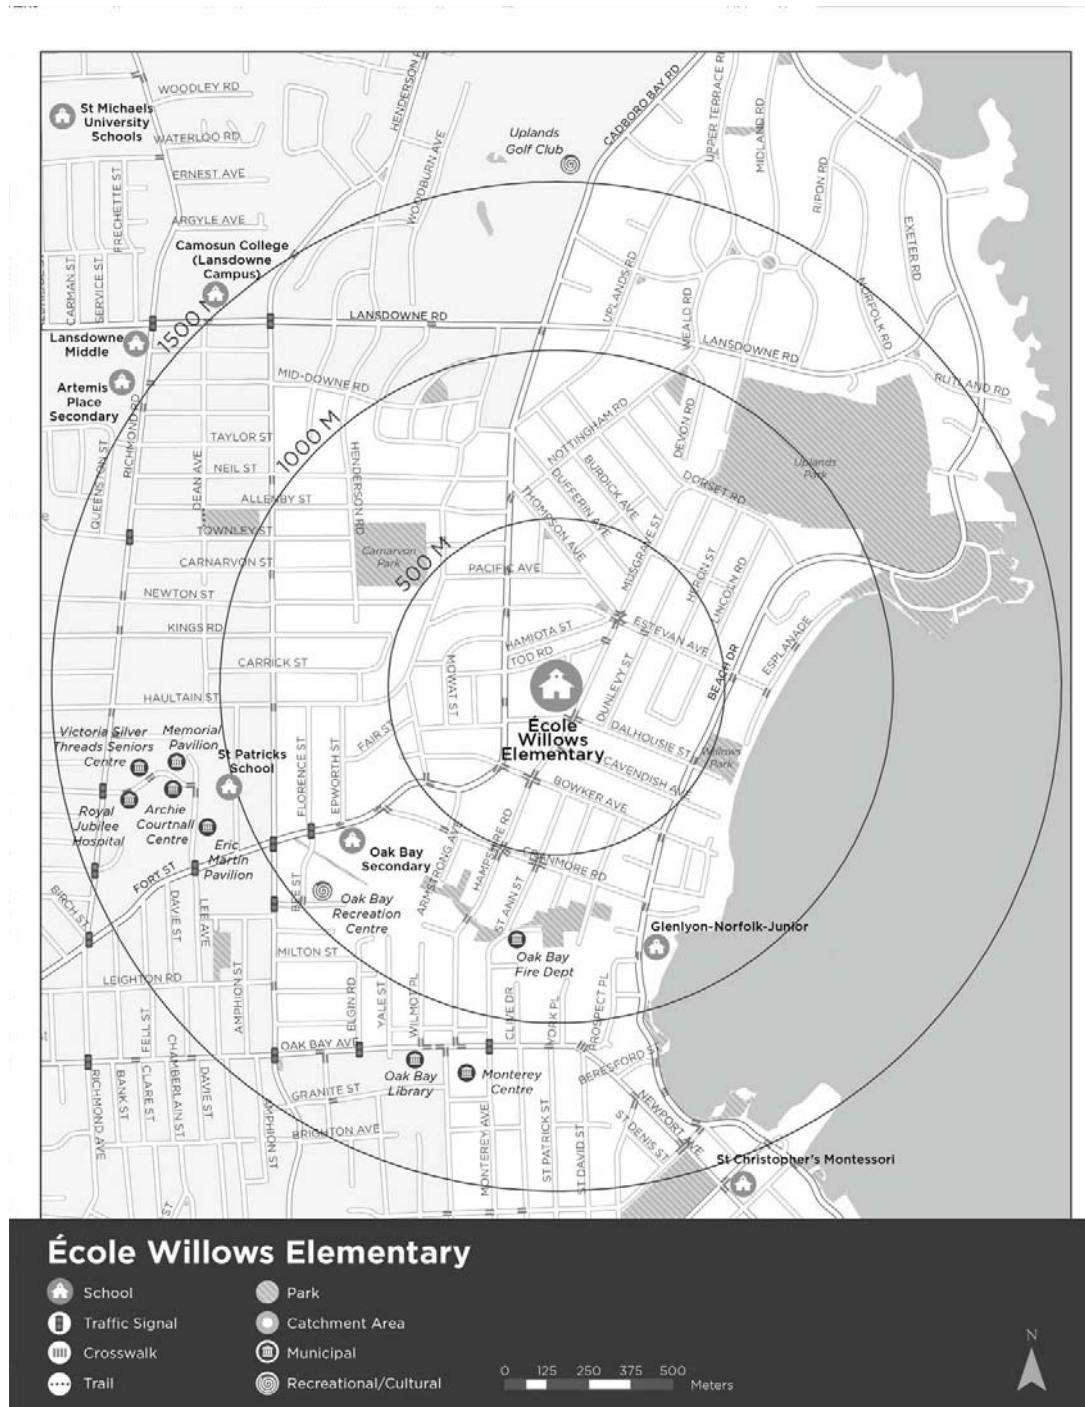 WOODLEY RD
HENDERSON
CADBORO BAY RD
UPPER TERRACE R
MIDLAND RD
St Michaels
University
Schools
WATERLOO RD
Uplands
Golf Club
WOODBURN AVE
RIPON RD
ERNEST AVE
FRECHETTE ST
ARGYLE AVE
EXETER RD
Camosun College
(Lansdowne
Campus)
CARMAN ST
SERVICE ST
UPLANDS RD
NORFOLK RD
1500 M
LANSDOWNE RD
WEALD RD
LANSDOWNE RD
Lansdowne
Middle
MID-DOWNE RD
RUTLAND RD
Artemis
Place
Secondary
RICHMOND RD
1000 M
NOTTINGHAM RD
DEVON RD
TAYLOR ST
QUEENSTON ST
DEAN AVE
NEIL ST
HENDERSON RD
BURDICK AVE
DUFFERIN AVE
THOMPSON AVE
Uplands
Park
DORSET RD
ALLENBY ST
TOWNLEY ST
MUSGRAVE ST
Carnarvon
Park
500 M
CARNARVON ST
PACIFIC AVE
HERON ST
LINCOLN RD
NEWTON ST
KINGS RD
HAMIOTA ST
TOD RD
ESTEVAN AVE
ESPLANADE
CARRICK ST
MOWAT ST
DUNLEVY ST
BEACH DR
HAULTAIN ST
École
Willows
Elementary
FAIR ST
DALHOUSIE ST
Willows
Park
Victoria Silver
Threads Seniors
Centre
Memorial
Pavilion
St Patricks
School
FLORENCE ST
EPWORTH ST
CAVENDISH AVE
BOWKER AVE
Royal
Jubilee
Hospital
Archie
Courtnall
Centre
Eric
Martin
Pavilion
Oak Bay
Secondary
ARMSTRONG AVE
HAMPSHIRE RD
CRANMORE RD
FORT ST
BIRCH ST
DAVIE ST
LEE AVE
BEE ST
Oak Bay
Recreation
Centre
ST ANN ST
Glenlyon-Norfolk-Junior
MILTON ST
Oak Bay
Fire Dept
LEIGHTON RD
AMPHION ST
ELGIN RD
YALE ST
WILMOT PL
CLIVE DR
YORK PL
PROSPECT PL
FELL ST
OAK BAY AVE
BERESFORD ST
RICHMOND AVE
BANK ST
CLARE ST
CHAMBERLAIN ST
DAVIE ST
AMPHION ST
GRANITE ST
Oak Bay
Library
Monterey
Centre
NEWPORT AVE
ST DENIS ST
BRIGHTON AVE
MONTEREY AVE
ST PATRICK ST
ST DAVID ST
St Christopher's Montessori
École Willows Elementary
School
Park
Traffic Signal
Catchment Area
Crosswalk
Municipal
Trail
Recreational/Cultural
0 125 250 375 500
Meters
N